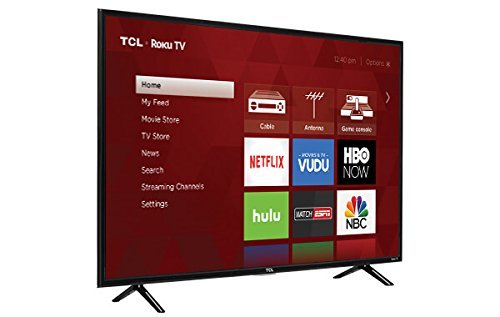 TCL • ROKU TV
12:40 pm | Options
Home
My Feed
Movie Store
TV Store
News
Search
Streaming Channels
Settings
Cable
Antenna
Game console
NETFLIX
MOVIES & TV
VUDU
HBO
NOW
hulu
WATCH ESPN
NBC
TCL